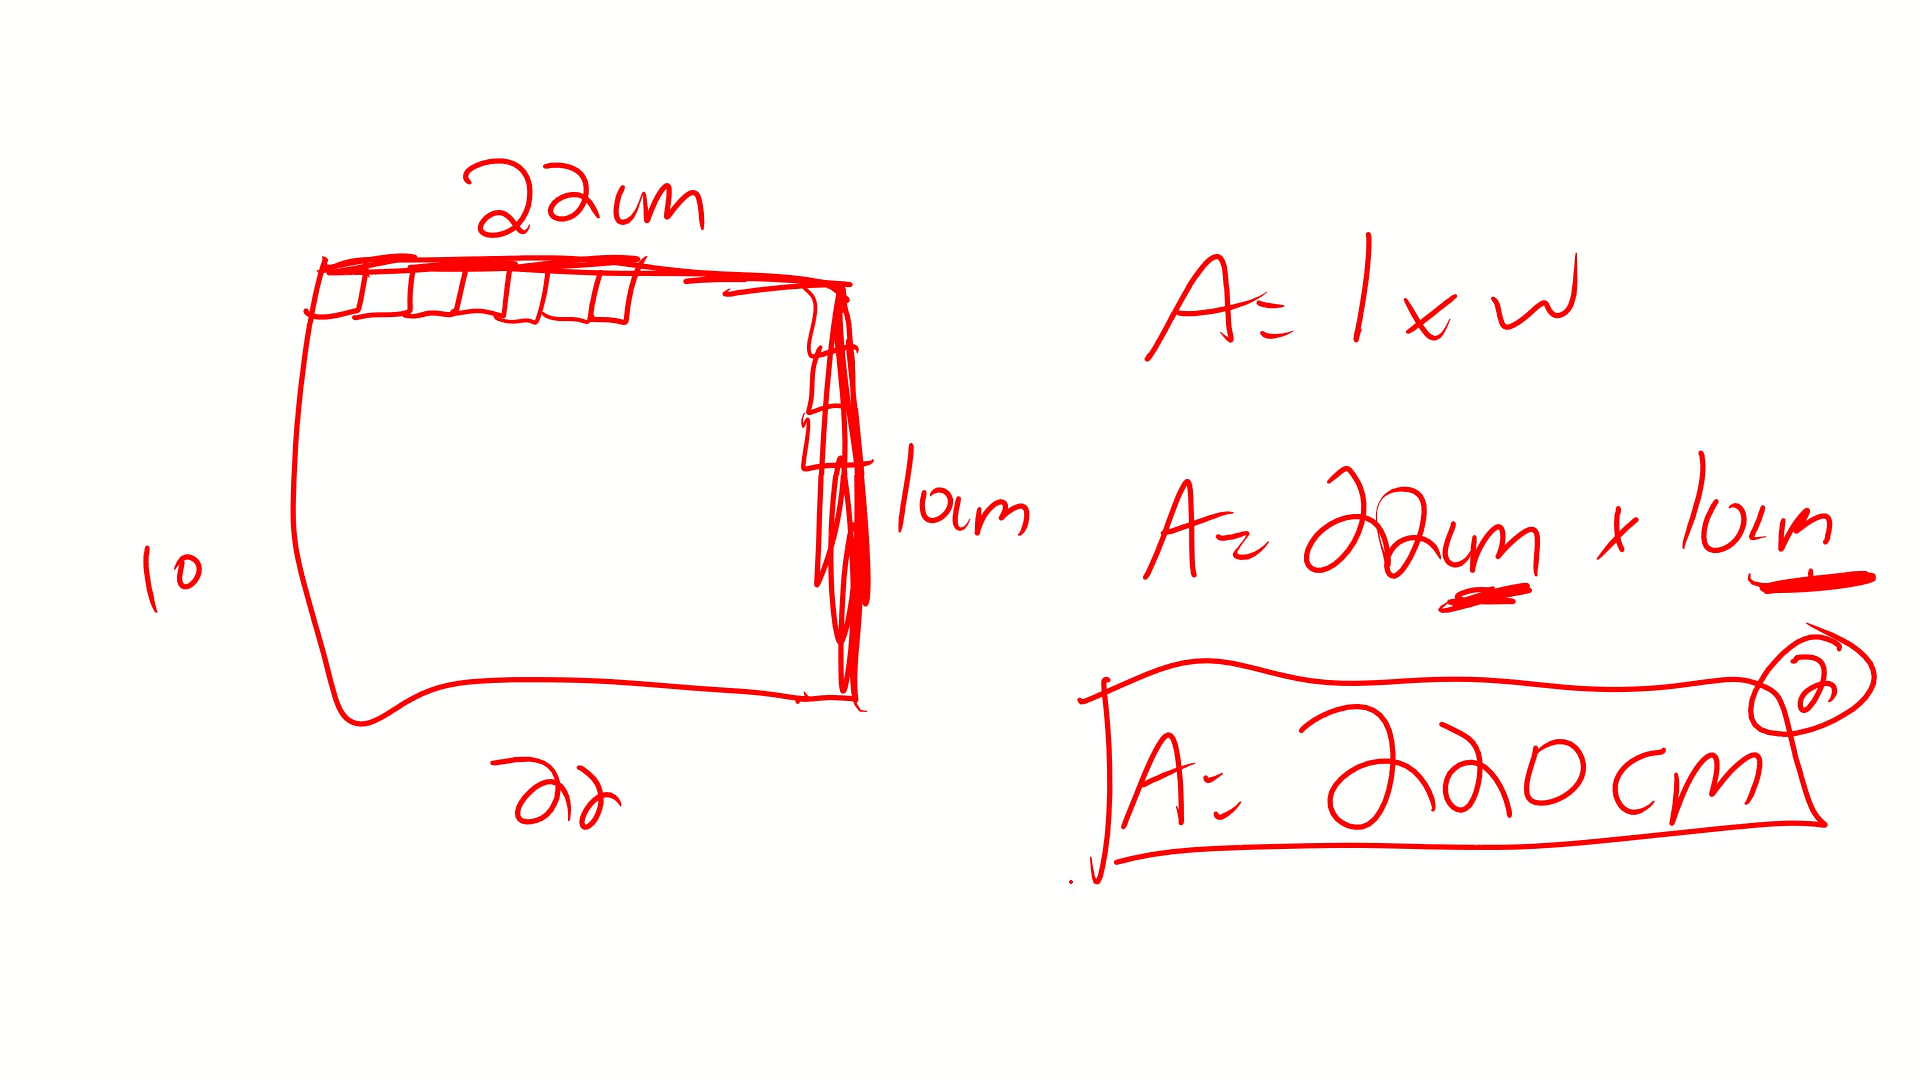 22cm
10cm
10
22
A = l x w
A = 22cm x 10cm
A = 220cm²